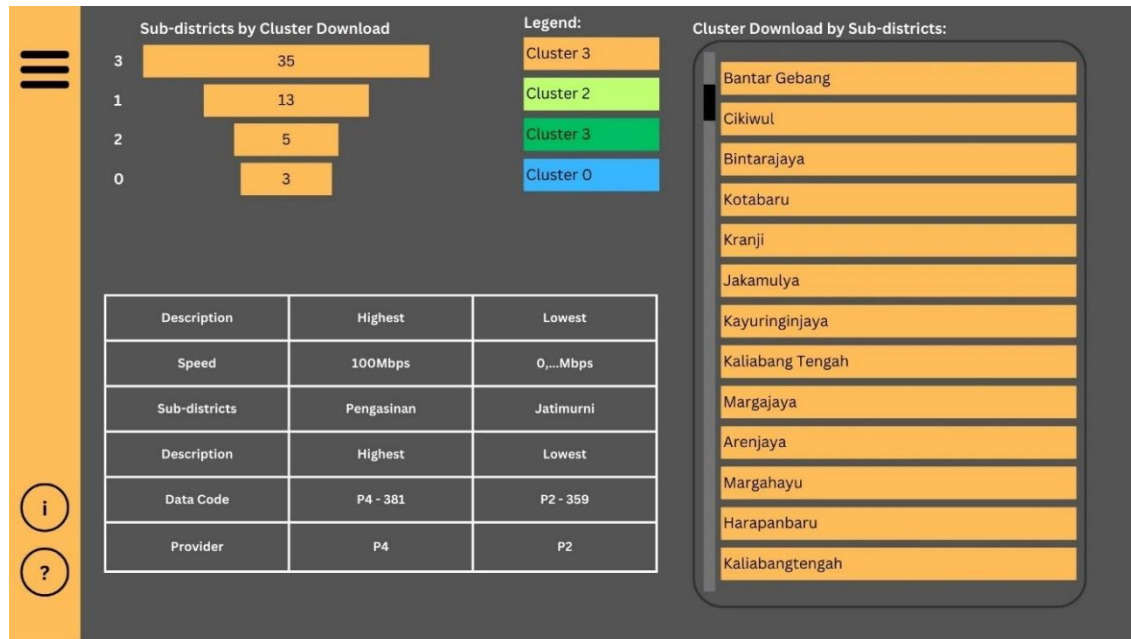 Sub-districts by Cluster Download
3 35
1 13
2 5
0 3
Legend:
Cluster 3
Cluster 2
Cluster 3
Cluster 0
Description Highest Lowest
Speed 100Mbps 0,...Mbps
Sub-districts Pengasinan Jatimurni
Description Highest Lowest
Data Code P4 - 381 P2 - 359
Provider P4 P2
i
?
Cluster Download by Sub-districts:
Bantar Gebang
Cikiwul
Bintarajaya
Kotabaru
Kranji
Jakamulya
Kayuringinjaya
Kaliabang Tengah
Margajaya
Arenjaya
Margahayu
Harapanbaru
Kaliabangtengah